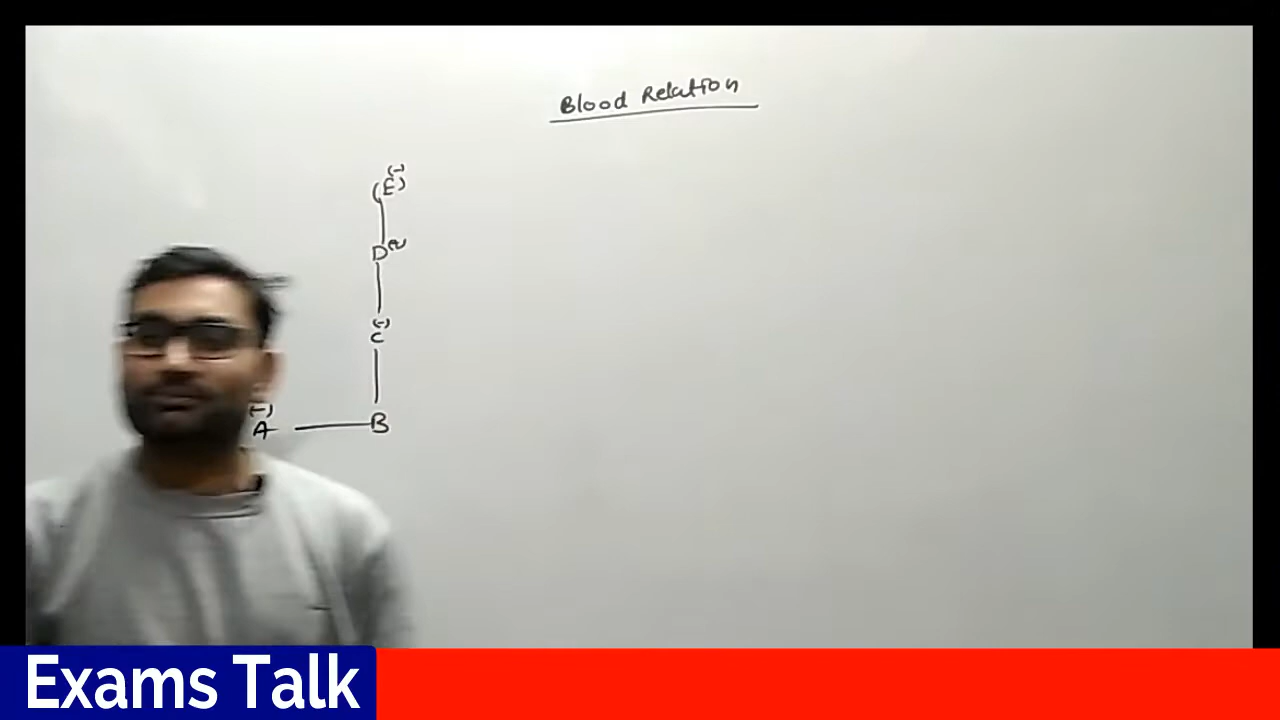 Blood Relation
(-)
(E)
D
(-)
C
(-)
A — B
Exams Talk